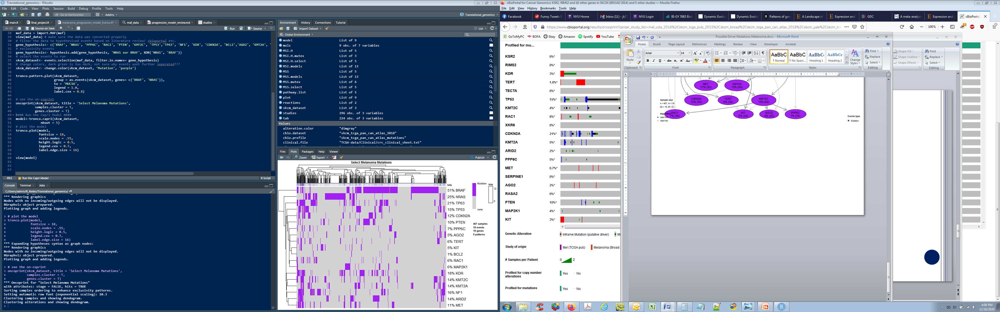 Translational_genomics - RStudio
File Edit Code View Plots Session Build Debug Profile Tools Help
Go to file/function Addins Translational_genomics
main.R final_project.R melanoma_progression_model_tronco.R* maf_data progression_model_review.md studies
Source on Save Run Source
28 maf_data = import.MAF(maf)
29 view(maf_data) # make sure the data was converted properly
30 # filter the data to hypothesized events based on literature review/ cbioportal etc.
31 gene_hypothesis<- c('BRAF', 'NRAS', 'PPP6C', 'RAC1', 'PTEN', 'KMT2C', 'TP53','TP63', 'NF1', 'KDR', 'CDKN2A', 'BCL2','AGO2', 'KMT2A', '
32 # exclusivity events
33 gene_hypothesis<- hypothesis.add(gene_hypothesis, 'NRAS xor BRAF', XOR('NRAS', 'BRAF'))
34 # select the events to run
35 skcm_dataset<- events.selection(maf_data, filter.in.names= gene_hypothesis)
36 # change colors, dark green is too dark, not sure why events wont further seperated???
37 skcm_dataset<- change.color(skcm_dataset, 'Mutation', 'purple')
38
39 tronco.pattern.plot(skcm_dataset,
40 group = as.events(skcm_dataset, genes= c('BRAF', 'NRAS')),
41 to = 'MUC16',
42 legend = 1.0,
43 label.cex = 0.8)
44
45 # see the on-coprint
46 oncoprint(skcm_dataset, title = 'Select Melanoma Mutations',
47 samples.cluster = T,
48 genes.cluster = T)
49 #### Run the Capri Model ####
50 model<-tronco.capri(skcm_dataset,
51 nboot = 5)
52 # plot the model
53 tronco.plot(model,
54 fontsize = 18,
55 scale.nodes = .55,
56 height.logic = 0.5,
57 legend.cex = 0.7,
58 label.edge.size = 16)
59
60 view(model)
61
62
63
49:1 Run the Capri Model R Script
Console Terminal Jobs
C:/Users/admin/R_Notes/Translational_genomics/
*** Rendering graphics
Nodes with no incoming/outgoing edges will not be displayed.
RGraphviz object prepared.
Plotting graph and adding legends.
> # plot the model
> tronco.plot(model,
+ fontsize = 18,
+ scale.nodes = .55,
+ height.logic = 0.5,
+ legend.cex = 0.7,
+ label.edge.size = 16)
*** Expanding hypotheses syntax as graph nodes:
*** Rendering graphics
Nodes with no incoming/outgoing edges will not be displayed.
RGraphviz object prepared.
Plotting graph and adding legends.
> # see the on-coprint
> oncoprint(skcm_dataset, title = 'Select Melanoma Mutations',
+ samples.cluster = T,
+ genes.cluster = T)
*** Oncoprint for "Select Melanoma Mutations"
with attributes: stage = FALSE, hits = TRUE
Sorting samples ordering to enhance exclusivity patterns.
Setting automatic row font (exponential scaling): 10.3
Clustering samples and showing dendogram.
Clustering alterations and showing dendrogram.
>
Environment History Connections Tutorial
Import Dataset List
Global Environment
model List of 9
mols 9 obs. of 7 variables
MSI.H List of 5
MSI.H.mutex List of 3
MSI.H.select List of 5
MSI.models List of 13
MSS List of 5
MSS.models List of 13
MSS.mutex List of 6
MSS.select List of 5
pathway.list List of 5
plot List of 9
reactions List of 2
skcm_dataset List of 3
studies 296 obs. of 3 variables
tab 224 obs. of 3 variables
Values
alteration.color "dimgray"
cbio.dataset "skcm_tcga_pan_can_atlas_2018"
cbio.profile "skcm_tcga_pan_can_atlas_mutations"
clinical.file "TCGA-data/Clinical/crc_clinical_sheet.txt"
Files Plots Packages Help Viewer
Zoom Export Publish
Select Melanoma Mutations
hits
51% BRAF
25% NRAS
21% TP63
15% TP53
12% CDKN2A
10% PTEN
7% PPP6C
5% AGO2
6% TERT
5% KIT
1% BCL2
6% RAC1
6% MAP2K1
18% KDR
14% KMT2C
14% KMT2A
16% NF1
14% ARID2
11% MET
Mutation
none
hits
12
0
467 samples
19 events
19 genes
0 patterns
cBioPortal for Cancer Genomics: KSR2, RIMS2 and 18 other genes in SKCM (BROAD 2014) and 5 other studies — Mozilla Firefox
File Edit View History Bookmarks Tools Help
Facebook Funny Tweets NYU Home Inbox (11) - jb7 NYU Login BI-GY 7683 Dynamic Evolu Dynamic Evolu Patterns of gen A Landscape of Expression and GDC A meta-analysis Expression and cBioPortal
https://www.cbioportal.org/results/oncoprint?cancer_study_list=mel_ucla_2016%2Cskcm_tcga_pub_2015%2Cskcm_broad%2Cskcm_tcga_pan_can_atlas_2018%2Cskcm_yale%2Cskcm_bro 100%
GoToMyPC BOFA Ebay Amazon Spotify YouTube
Profiled for mu...
KSR2 0%*
RIMS2 0%*
KDR 3%*
TERT 1.8%*
TECTA 0%*
TP53 15%*
KMT2C 4%*
RAC1 6%*
XKR6 0%*
CDKN2A 21%*
KMT2A 5%*
ARID2 2%*
PPP6C 5%*
MET 0.7%*
SERPINE1 0%*
AGO2 2%*
RASA2 0%*
PTEN 10%*
MAP2K1 4%*
KIT 3%*
Genetic Alteration Inframe Mutation (putative driver) Mi
Study of origin Mel (TCGA pub) Melanoma (Broad
# Samples per Patient 0 2
Profiled for copy number alterations Yes No
Profiled for mutations Yes No
Possible Driver Mutations Melanoma.docx - Microsoft Word
Home Insert Page Layout References Mailings Review View Developer Acrobat
Paste
Arial 14
AaBbC AaBbC AaBbC AaBbCc
¶ Normal ¶ No Spaci... Heading 1 Heading 2
Change Styles
Find
Replace
Select
Clipboard Font Paragraph Styles Editing
Shape Fill
Shape Outline
Shape Effects
Find
Replace
Select
Editing
MET
11% (52)
KMT2A
13% (64)
CDKN2A
12% (54)
TERT
6% (30)
KMT2C
13% (64)
RAC1
7% (30)
KIT
6% (24)
AGO2
4% (25)
PPP6C
7% (34)
Sample size
n = 467, m = 19
|G| = 19, |P| = 0
Algorithm
capri bic
capri aic
Events type
Mutation
50 51
4:08 PM
12/18/2020